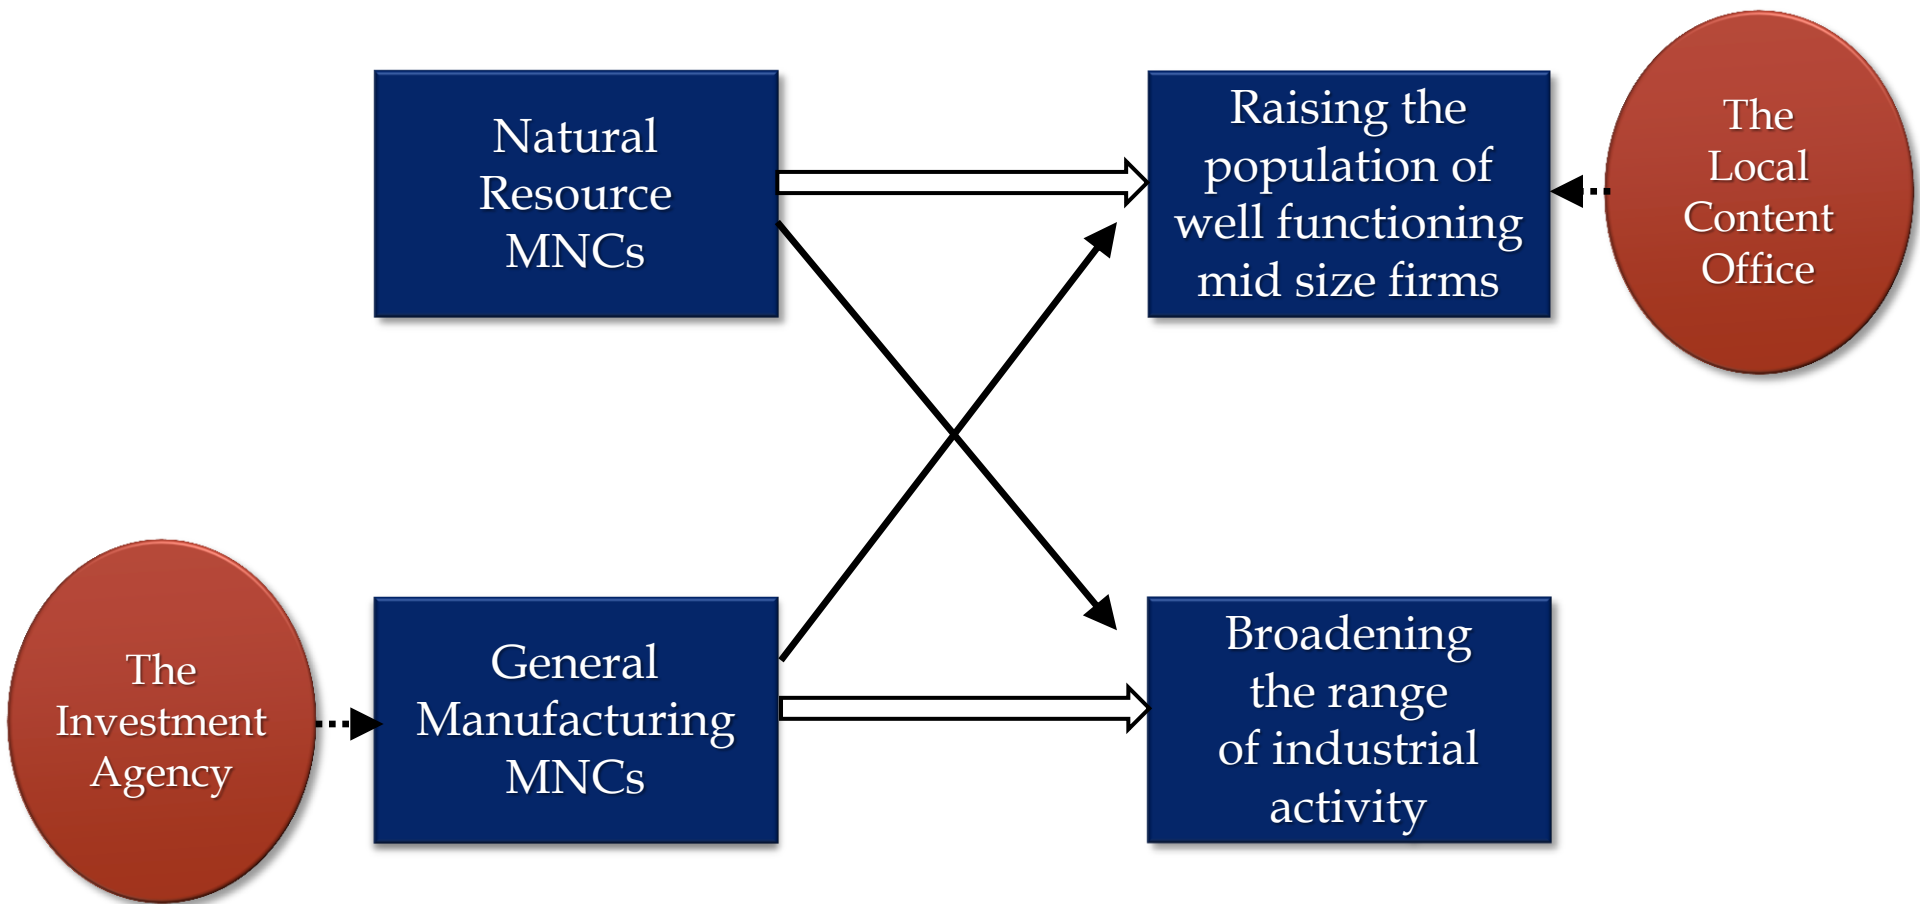 Natural
Resource
MNCs
Raising the
population of
well functioning
mid size firms
The
Local
Content
Office
The
Investment
Agency
General
Manufacturing
MNCs
Broadening
the range
of industrial
activity